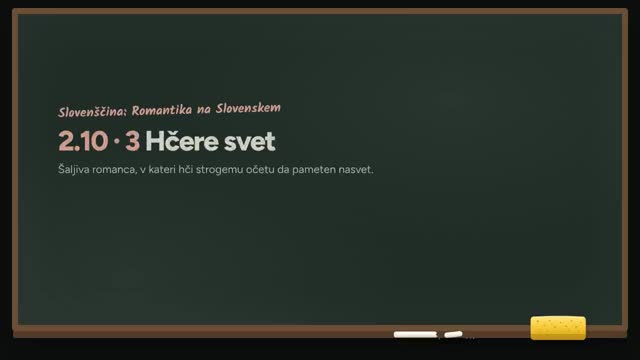 Slovenščina: Romantika na Slovenskem
2.10 · 3 Hčere svet
Šaljiva romanca, v kateri hči strogemu očetu da pameten nasvet.